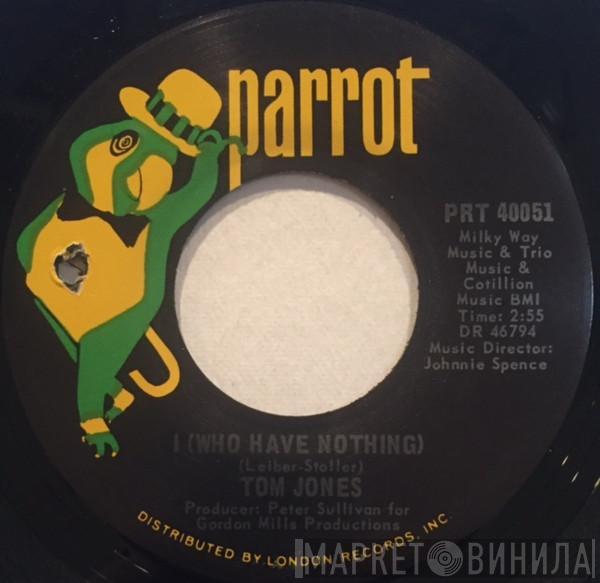 parrot
PRT 40051
Milky Way
Music & Trio
Music &
Cotillion
Music BMI
Time: 2:55
DR 46794
Music Director:
Johnnie Spence
I (WHO HAVE NOTHING)
(Leiber-Stoller)
TOM JONES
Producer: Peter Sullivan for
Gordon Mills Productions
DISTRIBUTED BY LONDON RECORDS, INC.
МАРКЕТ ВИНИЛА